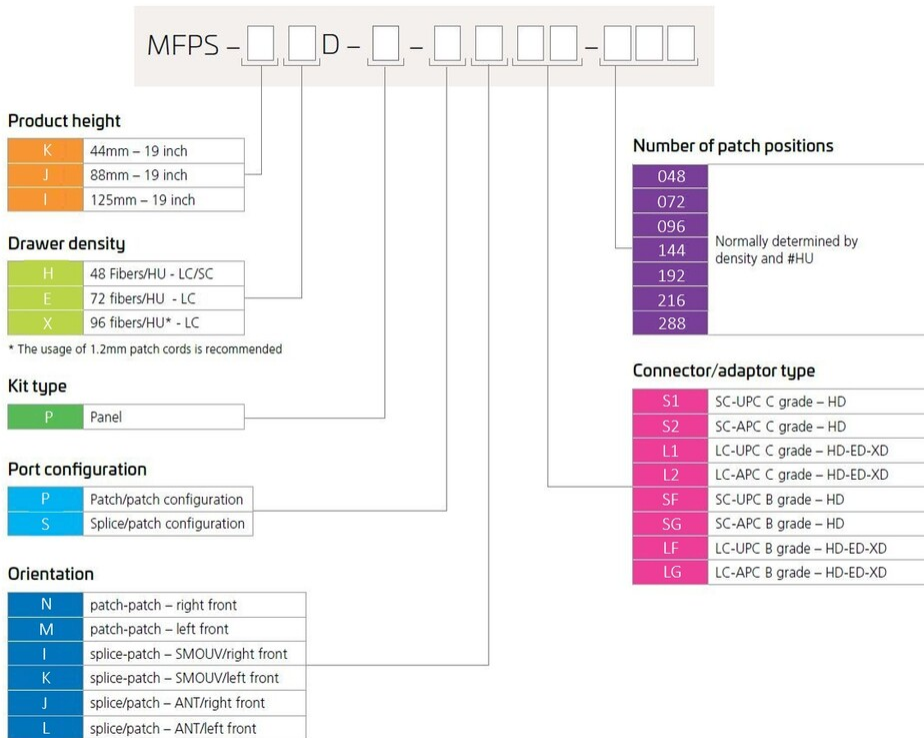 MFPS – D – – –
Product height
K 44mm – 19 inch
J 88mm – 19 inch
I 125mm – 19 inch
Drawer density
H 48 Fibers/HU - LC/SC
E 72 fibers/HU - LC
X 96 fibers/HU* - LC
* The usage of 1.2mm patch cords is recommended
Kit type
P Panel
Port configuration
P Patch/patch configuration
S Splice/patch configuration
Orientation
N patch-patch – right front
M patch-patch – left front
I splice-patch – SMOUV/right front
K splice-patch – SMOUV/left front
J splice/patch – ANT/right front
L splice/patch – ANT/left front
Number of patch positions
048
072
096
144
192
216
288
Normally determined by
density and #HU
Connector/adaptor type
S1 SC-UPC C grade – HD
S2 SC-APC C grade – HD
L1 LC-UPC C grade – HD-ED-XD
L2 LC-APC C grade – HD-ED-XD
SF SC-UPC B grade – HD
SG SC-APC B grade – HD
LF LC-UPC B grade – HD-ED-XD
LG LC-APC B grade – HD-ED-XD